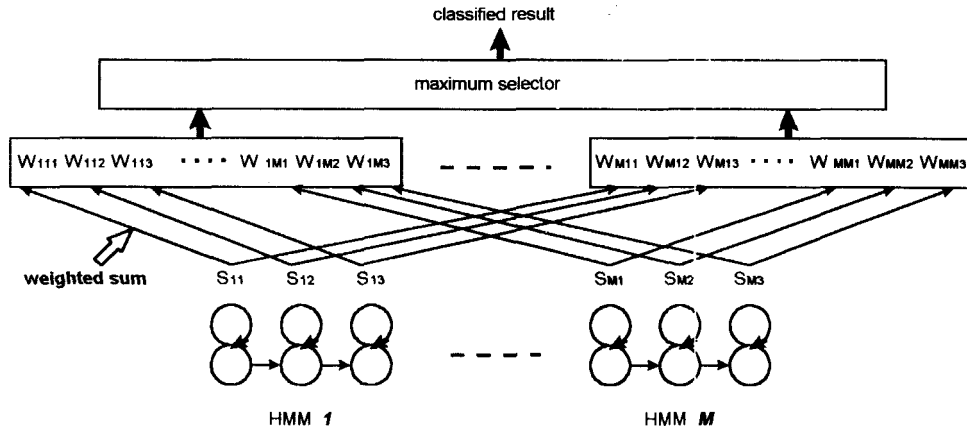 classified result
maximum selector
W111 W112 W113 ···· W 1M1 W1M2 W1M3 WM11 WM12 WM13 ···· W MM1 WMM2 WMM3
weighted sum
S11 S12 S13 SM1 SM2 SM3
HMM 1 HMM M